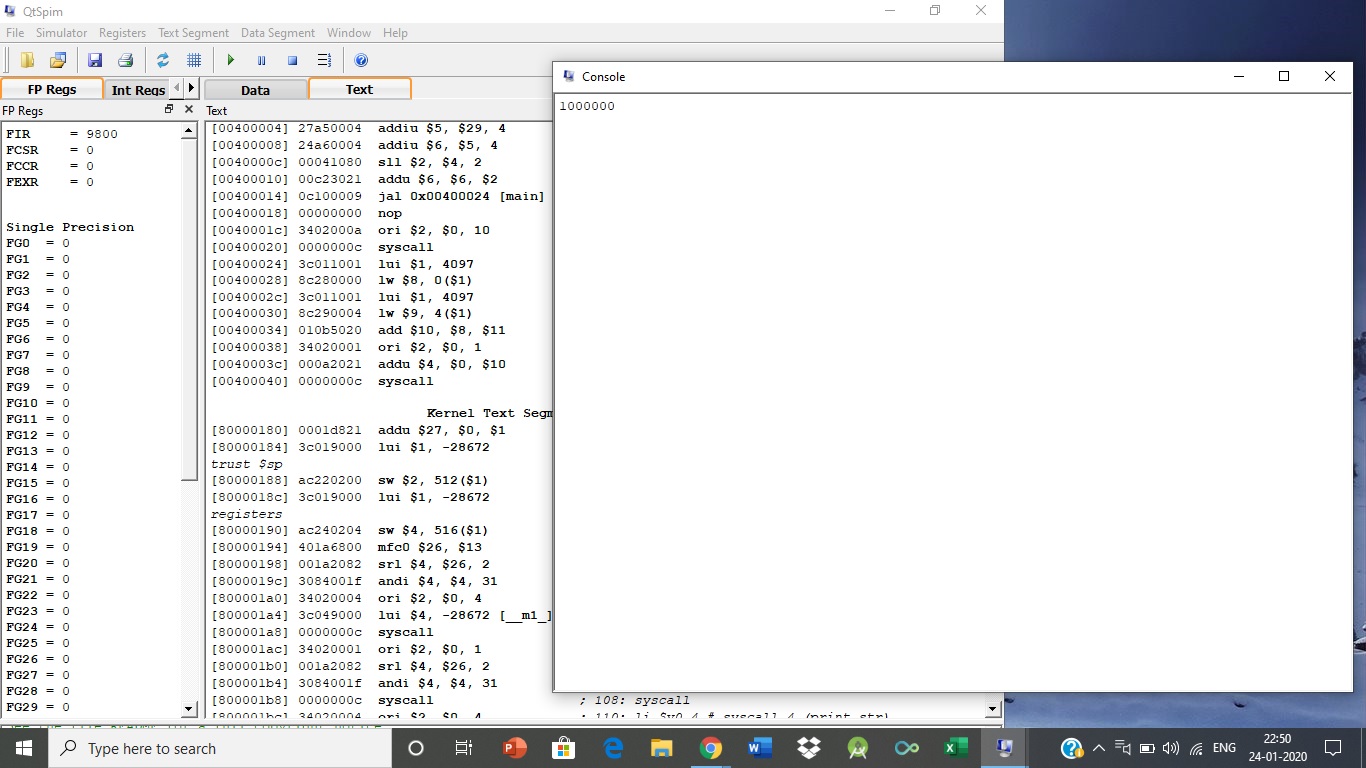 QtSpim
File Simulator Registers Text Segment Data Segment Window Help
FP Regs Int Regs Data Text
FP Regs
FIR = 9800
FCSR = 0
FCCR = 0
FEXR = 0
Single Precision
FG0 = 0
FG1 = 0
FG2 = 0
FG3 = 0
FG4 = 0
FG5 = 0
FG6 = 0
FG7 = 0
FG8 = 0
FG9 = 0
FG10 = 0
FG11 = 0
FG12 = 0
FG13 = 0
FG14 = 0
FG15 = 0
FG16 = 0
FG17 = 0
FG18 = 0
FG19 = 0
FG20 = 0
FG21 = 0
FG22 = 0
FG23 = 0
FG24 = 0
FG25 = 0
FG26 = 0
FG27 = 0
FG28 = 0
FG29 = 0
Text
[00400004] 27a50004 addiu $5, $29, 4
[00400008] 24a60004 addiu $6, $5, 4
[0040000c] 00041080 sll $2, $4, 2
[00400010] 00c23021 addu $6, $6, $2
[00400014] 0c100009 jal 0x00400024 [main]
[00400018] 00000000 nop
[0040001c] 3402000a ori $2, $0, 10
[00400020] 0000000c syscall
[00400024] 3c011001 lui $1, 4097
[00400028] 8c280000 lw $8, 0($1)
[0040002c] 3c011001 lui $1, 4097
[00400030] 8c290004 lw $9, 4($1)
[00400034] 010b5020 add $10, $8, $11
[00400038] 34020001 ori $2, $0, 1
[0040003c] 000a2021 addu $4, $0, $10
[00400040] 0000000c syscall
Kernel Text Segm
[80000180] 0001d821 addu $27, $0, $1
[80000184] 3c019000 lui $1, -28672
trust $sp
[80000188] ac220200 sw $2, 512($1)
[8000018c] 3c019000 lui $1, -28672
registers
[80000190] ac240204 sw $4, 516($1)
[80000194] 401a6800 mfc0 $26, $13
[80000198] 001a2082 srl $4, $26, 2
[8000019c] 3084001f andi $4, $4, 31
[800001a0] 34020004 ori $2, $0, 4
[800001a4] 3c049000 lui $4, -28672 [__m1_]
[800001a8] 0000000c syscall
[800001ac] 34020001 ori $2, $0, 1
[800001b0] 001a2082 srl $4, $26, 2
[800001b4] 3084001f andi $4, $4, 31
[800001b8] 0000000c syscall ; 108: syscall
[800001bc] 34020004 ori $2, $0, 4 ; 110: li $v0 4 # syscall 4 (print_str)
Console
1000000
Type here to search
ENG
22:50
24-01-2020